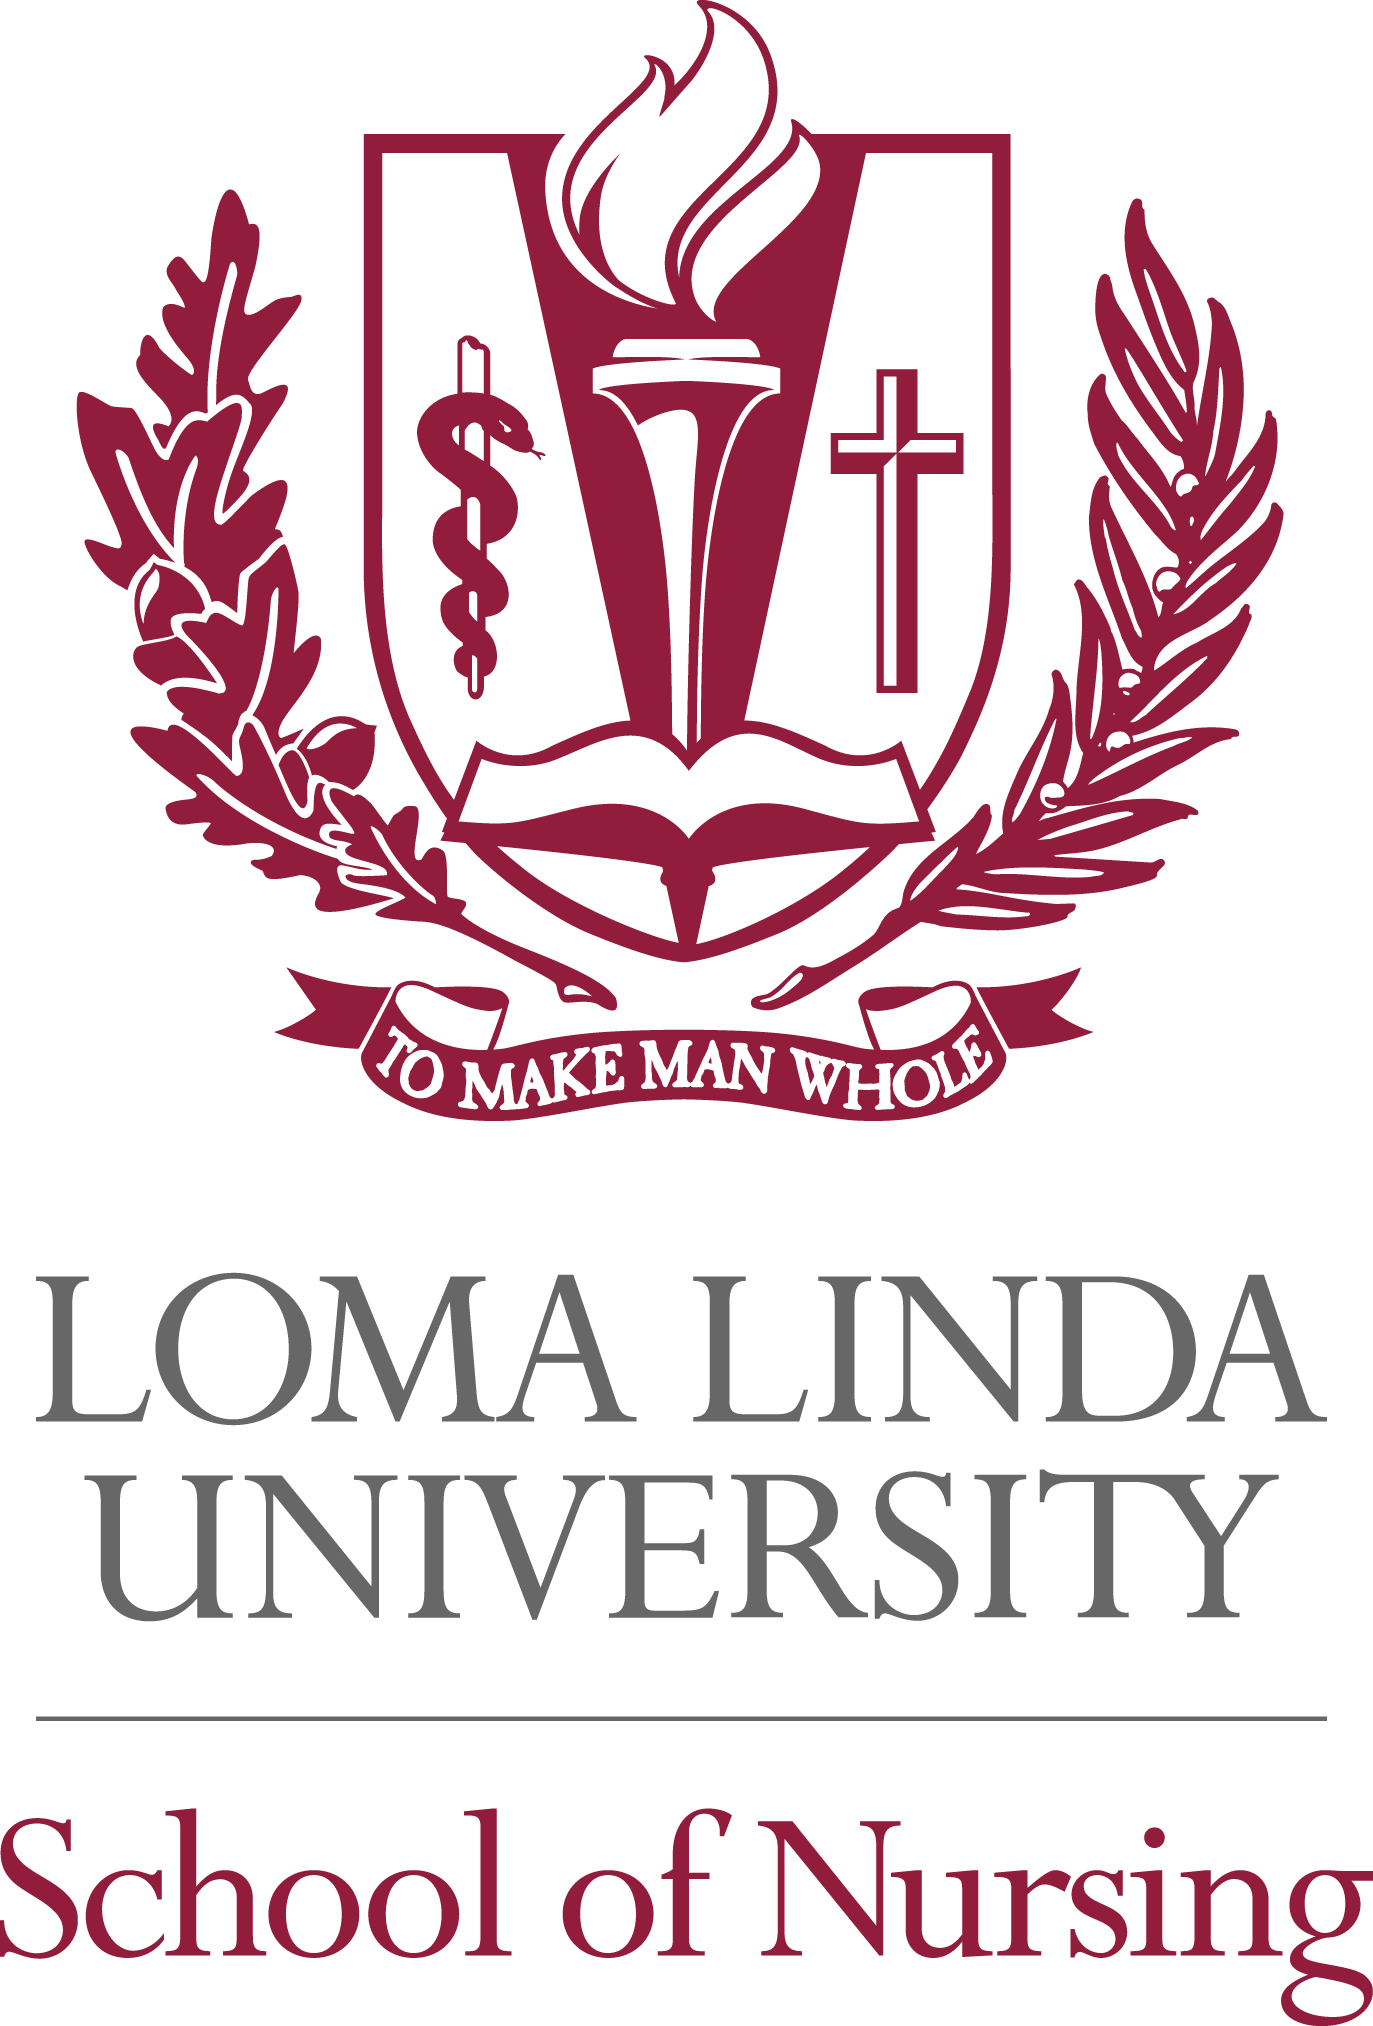 TO MAKE MAN WHOLE
LOMA LINDA
UNIVERSITY
School of Nursing